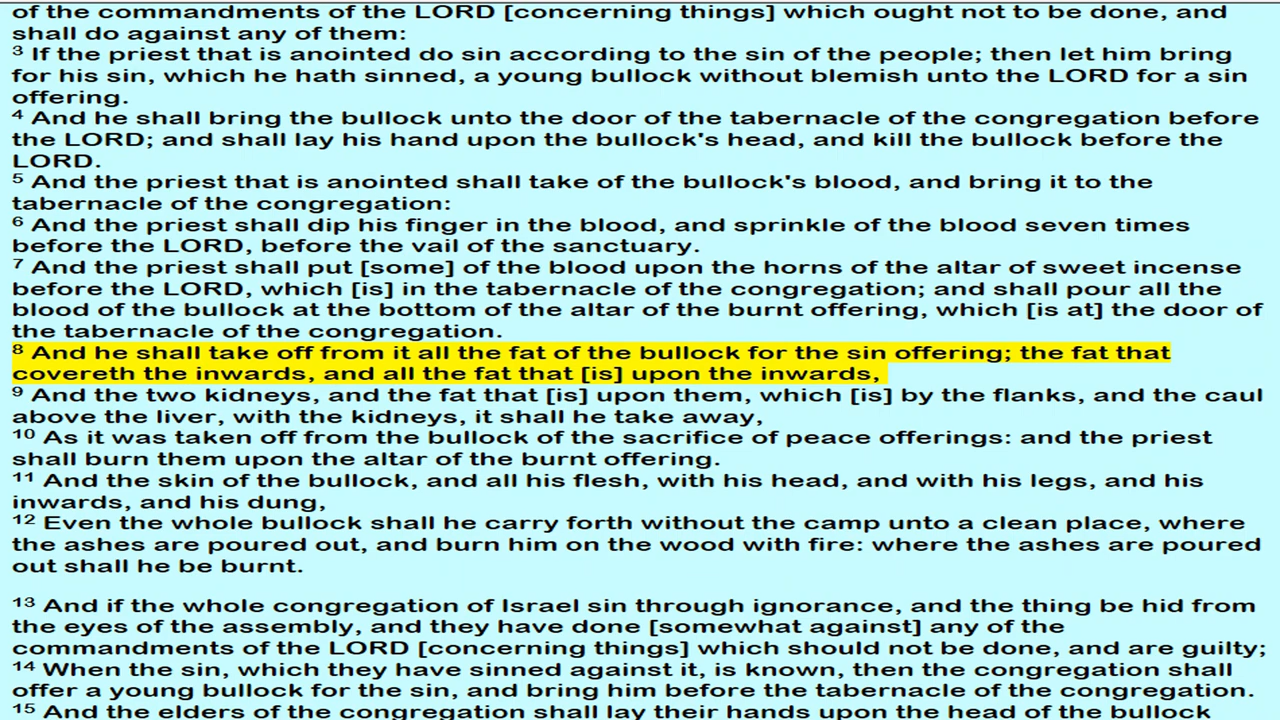 of the commandments of the LORD [concerning things] which ought not to be done, and
shall do against any of them:
3 If the priest that is anointed do sin according to the sin of the people; then let him bring
for his sin, which he hath sinned, a young bullock without blemish unto the LORD for a sin
offering.
4 And he shall bring the bullock unto the door of the tabernacle of the congregation before
the LORD; and shall lay his hand upon the bullock's head, and kill the bullock before the
LORD.
5 And the priest that is anointed shall take of the bullock's blood, and bring it to the
tabernacle of the congregation:
6 And the priest shall dip his finger in the blood, and sprinkle of the blood seven times
before the LORD, before the vail of the sanctuary.
7 And the priest shall put [some] of the blood upon the horns of the altar of sweet incense
before the LORD, which [is] in the tabernacle of the congregation; and shall pour all the
blood of the bullock at the bottom of the altar of the burnt offering, which [is at] the door of
the tabernacle of the congregation.
8 And he shall take off from it all the fat of the bullock for the sin offering; the fat that
covereth the inwards, and all the fat that [is] upon the inwards,
9 And the two kidneys, and the fat that [is] upon them, which [is] by the flanks, and the caul
above the liver, with the kidneys, it shall he take away,
10 As it was taken off from the bullock of the sacrifice of peace offerings: and the priest
shall burn them upon the altar of the burnt offering.
11 And the skin of the bullock, and all his flesh, with his head, and with his legs, and his
inwards, and his dung,
12 Even the whole bullock shall he carry forth without the camp unto a clean place, where
the ashes are poured out, and burn him on the wood with fire: where the ashes are poured
out shall he be burnt.
13 And if the whole congregation of Israel sin through ignorance, and the thing be hid from
the eyes of the assembly, and they have done [somewhat against] any of the
commandments of the LORD [concerning things] which should not be done, and are guilty;
14 When the sin, which they have sinned against it, is known, then the congregation shall
offer a young bullock for the sin, and bring him before the tabernacle of the congregation.
15 And the elders of the congregation shall lay their hands upon the head of the bullock